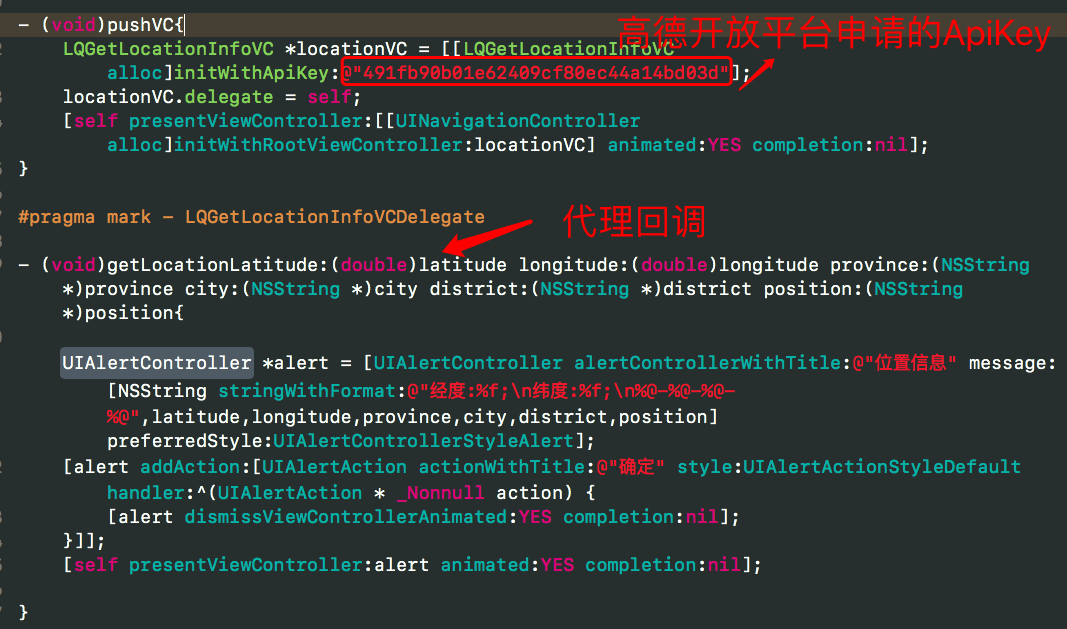 - (void)pushVC{
高德开放平台申请的ApiKey
LQGetLocationInfoVC *locationVC = [[LQGetLocationInfoVC
alloc]initWithApiKey:@"491fb90b01e62409cf80ec44a14bd03d"];
locationVC.delegate = self;
[self presentViewController:[[UINavigationController
alloc]initWithRootViewController:locationVC] animated:YES completion:nil];
}
#pragma mark - LQGetLocationInfoVCDelegate
代理回调
- (void)getLocationLatitude:(double)latitude longitude:(double)longitude province:(NSString
*)province city:(NSString *)city district:(NSString *)district position:(NSString
*)position{
UIAlertController *alert = [UIAlertController alertControllerWithTitle:@"位置信息" message:
[NSString stringWithFormat:@"经度:%f;\n纬度:%f;\n%@-%@-%@-
%@",latitude,longitude,province,city,district,position]
preferredStyle:UIAlertControllerStyleAlert];
[alert addAction:[UIAlertAction actionWithTitle:@"确定" style:UIAlertActionStyleDefault
handler:^(UIAlertAction * _Nonnull action) {
[alert dismissViewControllerAnimated:YES completion:nil];
}]];
[self presentViewController:alert animated:YES completion:nil];
}